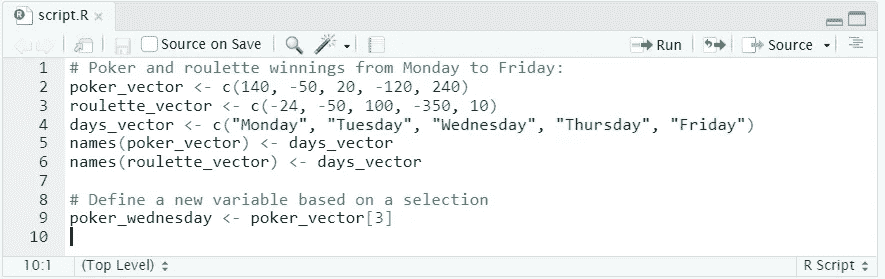 script.R
Source on Save
Run
Source
1 # Poker and roulette winnings from Monday to Friday:
2 poker_vector <- c(140, -50, 20, -120, 240)
3 roulette_vector <- c(-24, -50, 100, -350, 10)
4 days_vector <- c("Monday", "Tuesday", "Wednesday", "Thursday", "Friday")
5 names(poker_vector) <- days_vector
6 names(roulette_vector) <- days_vector
7
8 # Define a new variable based on a selection
9 poker_wednesday <- poker_vector[3]
10
10:1 (Top Level) R Script